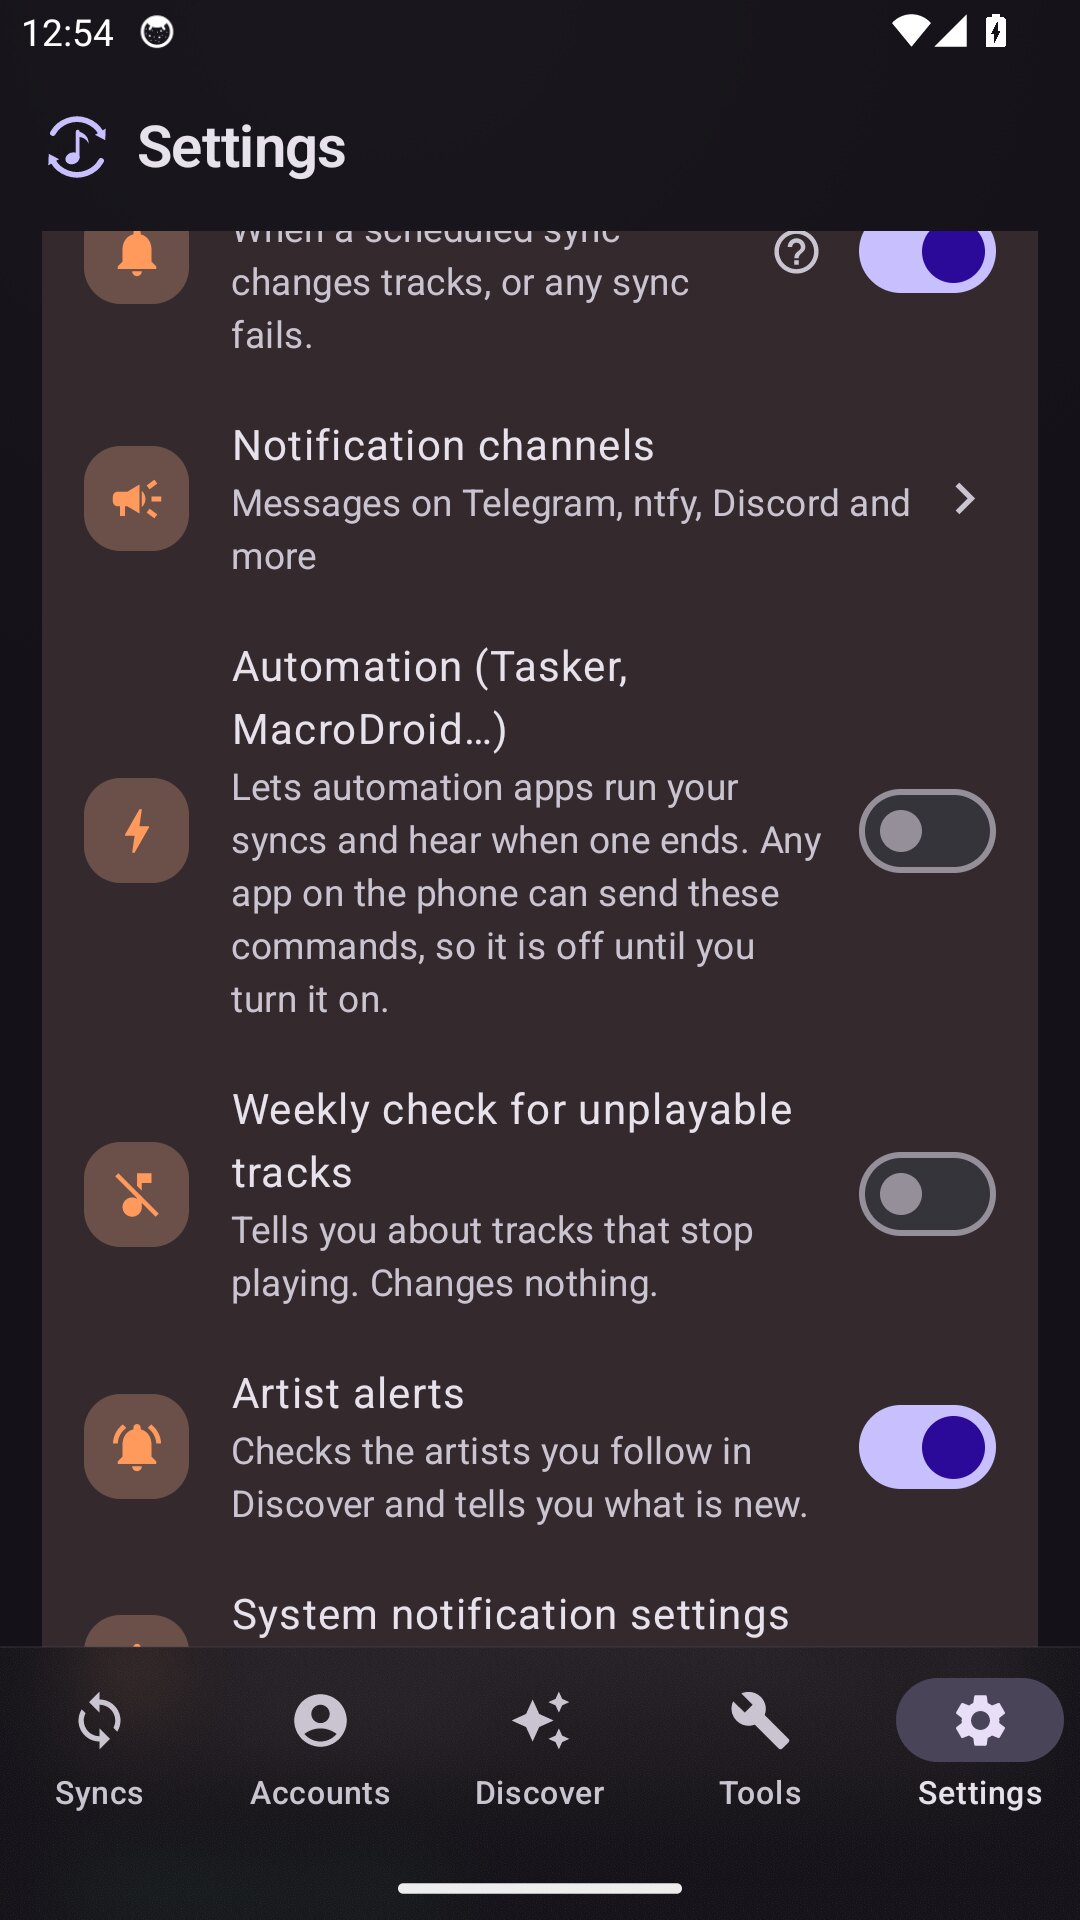 12:54
Settings
When a scheduled sync
changes tracks, or any sync
fails.
Notification channels
Messages on Telegram, ntfy, Discord and
more
Automation (Tasker,
MacroDroid…)
Lets automation apps run your
syncs and hear when one ends. Any
app on the phone can send these
commands, so it is off until you
turn it on.
Weekly check for unplayable
tracks
Tells you about tracks that stop
playing. Changes nothing.
Artist alerts
Checks the artists you follow in
Discover and tells you what is new.
System notification settings
Syncs
Accounts
Discover
Tools
Settings